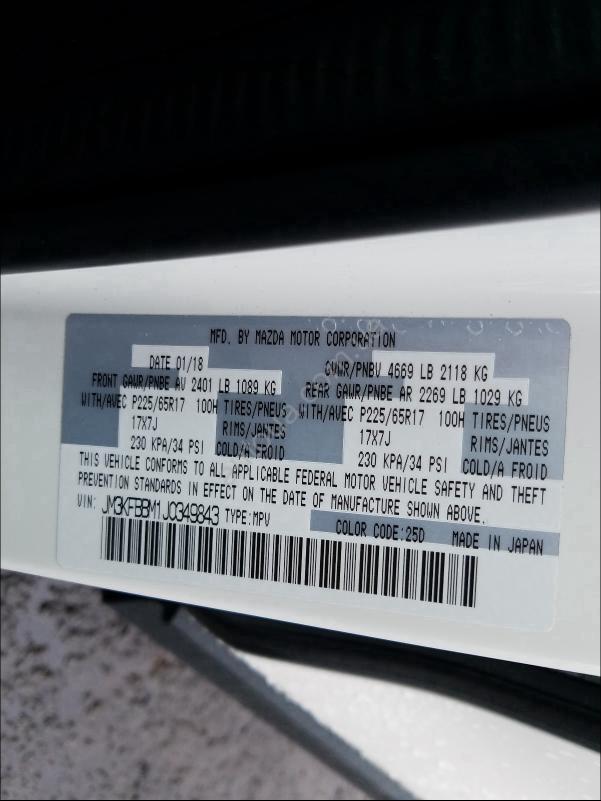 MFD. BY MAZDA MOTOR CORPORATION
DATE 01/18 GVWR/PNBV 4669 LB 2118 KG
FRONT GAWR/PNBE AV 2401 LB 1089 KG REAR GAWR/PNBE AR 2269 LB 1029 KG
WITH/AVEC P225/65R17 100H TIRES/PNEUS WITH/AVEC P225/65R17 100H TIRES/PNEUS
17X7J RIMS/JANTES 17X7J RIMS/JANTES
230 KPA/34 PSI COLD/A FROID 230 KPA/34 PSI COLD/A FROID
THIS VEHICLE CONFORMS TO ALL APPLICABLE FEDERAL MOTOR VEHICLE SAFETY AND THEFT
PREVENTION STANDARDS IN EFFECT ON THE DATE OF MANUFACTURE SHOWN ABOVE.
VIN: JM3KFBBM1JC349843 TYPE:MPV
COLOR CODE:25D MADE IN JAPAN